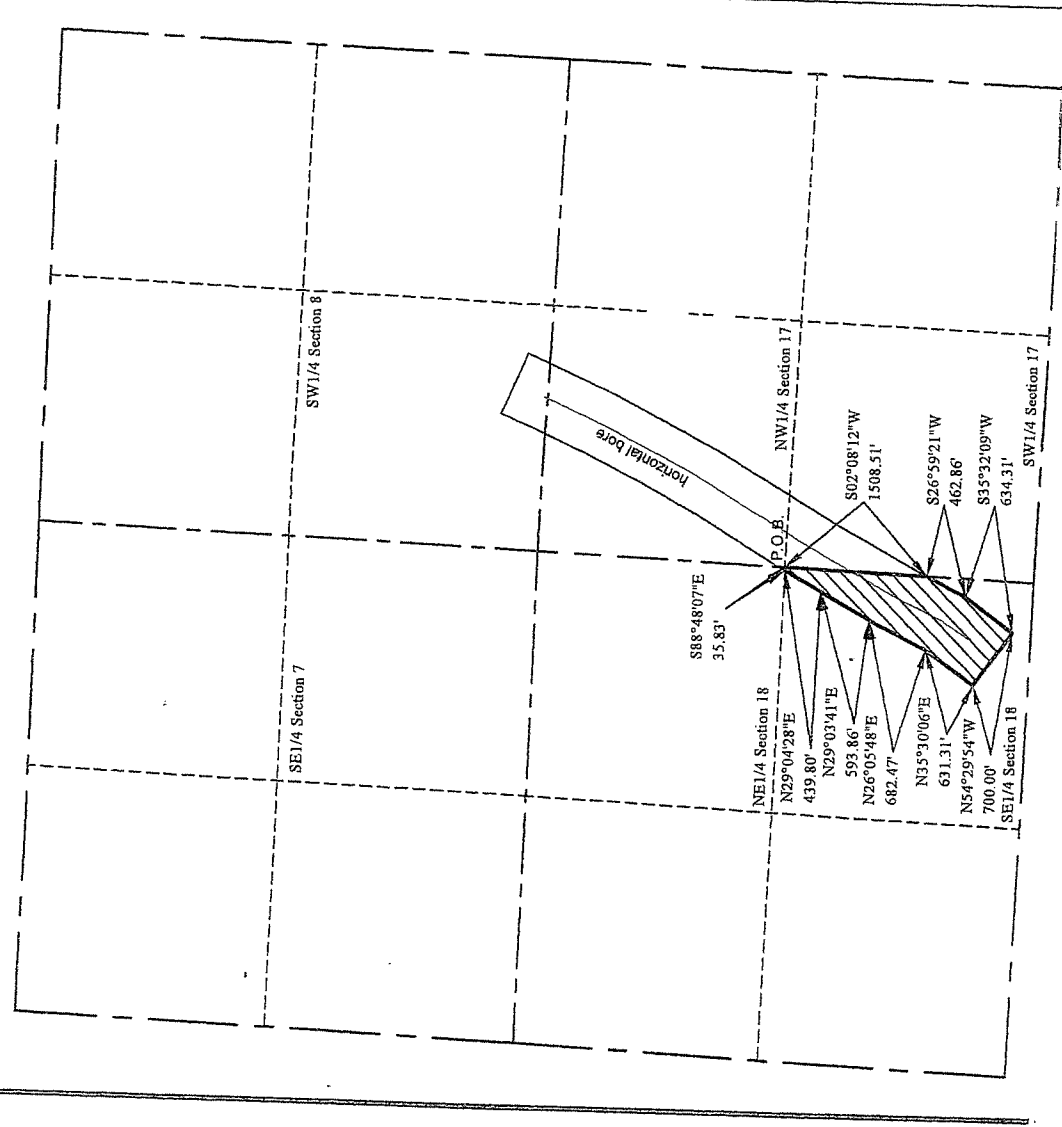 SW1/4 Section 8
SE1/4 Section 7
horizontal bore
NW1/4 Section 17
P.O.B.
S88°48'07"E
35.83'
S02°08'12"W
1508.51'
S26°59'21"W
462.86'
S35°32'09"W
634.31'
SW1/4 Section 17
NE1/4 Section 18
N29°04'28"E
439.80'
N29°03'41"E
593.86'
N26°05'48"E
682.47'
N35°30'06"E
631.31'
N54°29'54"W
700.00'
SE1/4 Section 18